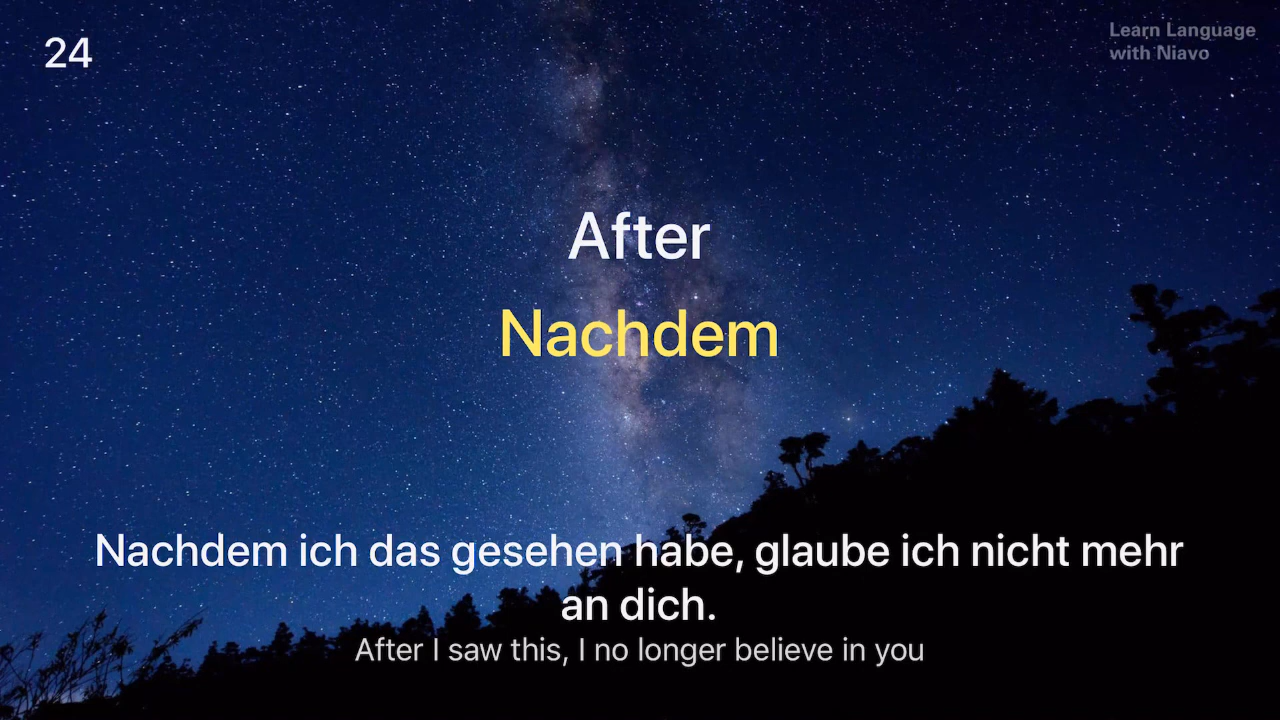 24
Learn Language
with Niavo
After
Nachdem
Nachdem ich das gesehen habe, glaube ich nicht mehr
an dich.
After I saw this, I no longer believe in you